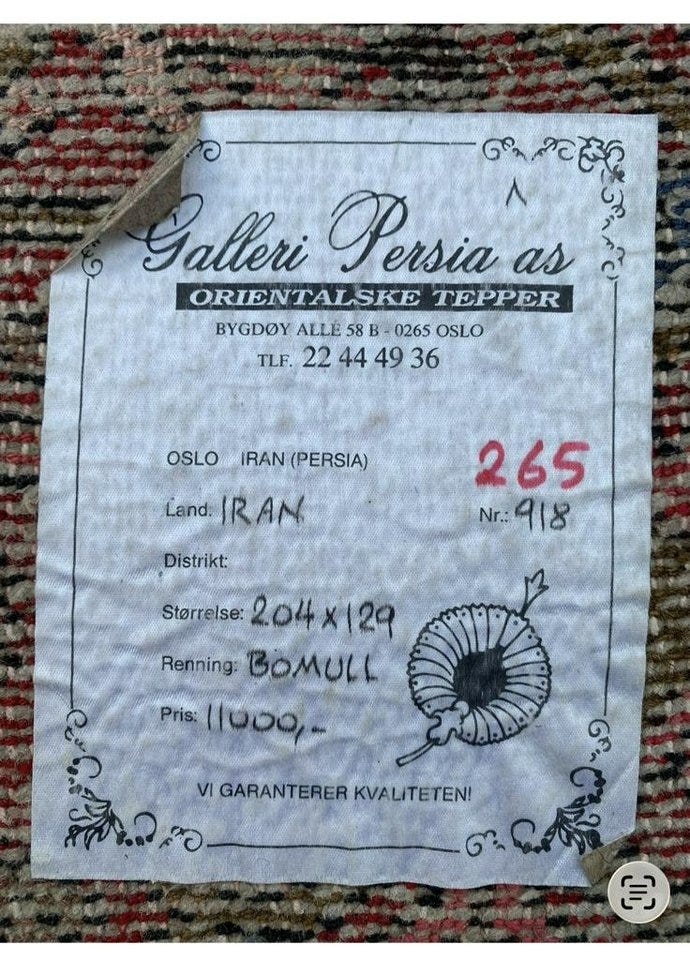 Galleri Persia as
ORIENTALSKE TEPPER
BYGDØY ALLÉ 58 B - 0265 OSLO
TLF. 22 44 49 36
OSLO IRAN (PERSIA)
265
Land: IRAN
Nr.: 918
Distrikt:
Størrelse: 204 x 129
Renning: BOMULL
Pris: 11000,-
VI GARANTERER KVALITETEN!